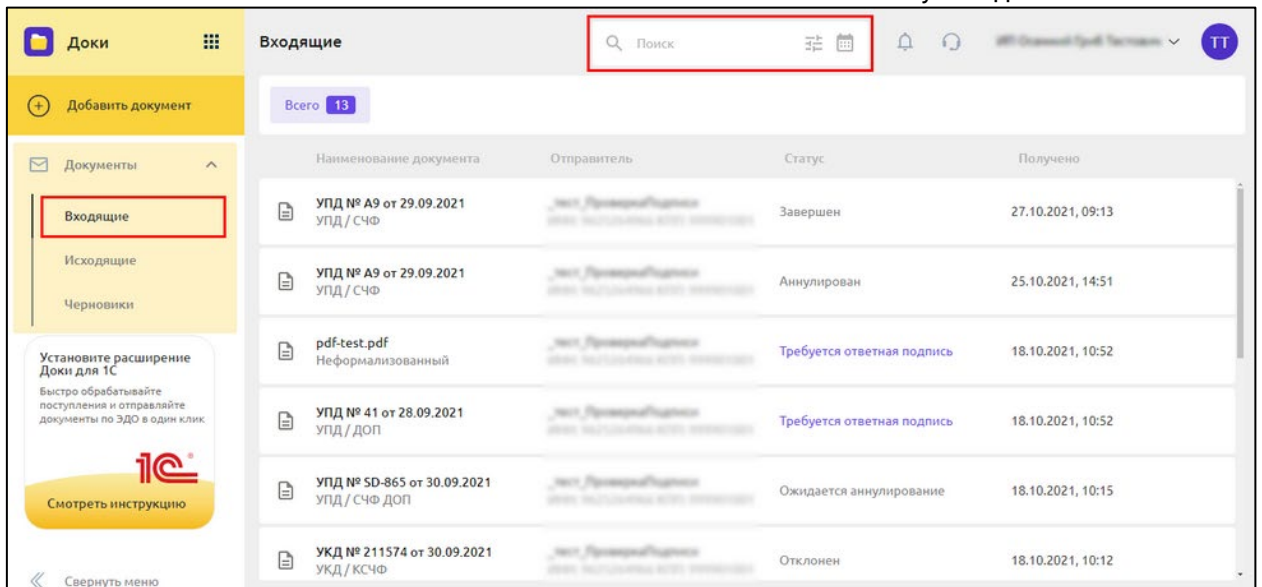 Доки
Входящие
Поиск
ТТ
Добавить документ
Всего 13
Документы
Входящие
Исходящие
Черновики
Установите расширение
Доки для 1С
Быстро обрабатывайте
поступления и отправляйте
документы по ЭДО в один клик
1С
Смотреть инструкцию
Свернуть меню
Наименование документа Отправитель Статус Получено
УПД № А9 от 29.09.2021
УПД / СЧФ
Завершен
27.10.2021, 09:13
УПД № А9 от 29.09.2021
УПД / СЧФ
Аннулирован
25.10.2021, 14:51
pdf-test.pdf
Неформализованный
Требуется ответная подпись
18.10.2021, 10:52
УПД № 41 от 28.09.2021
УПД / ДОП
Требуется ответная подпись
18.10.2021, 10:52
УПД № SD-865 от 30.09.2021
УПД / СЧФ ДОП
Ожидается аннулирование
18.10.2021, 10:15
УКД № 211574 от 30.09.2021
УКД / КСЧФ
Отклонен
18.10.2021, 10:12